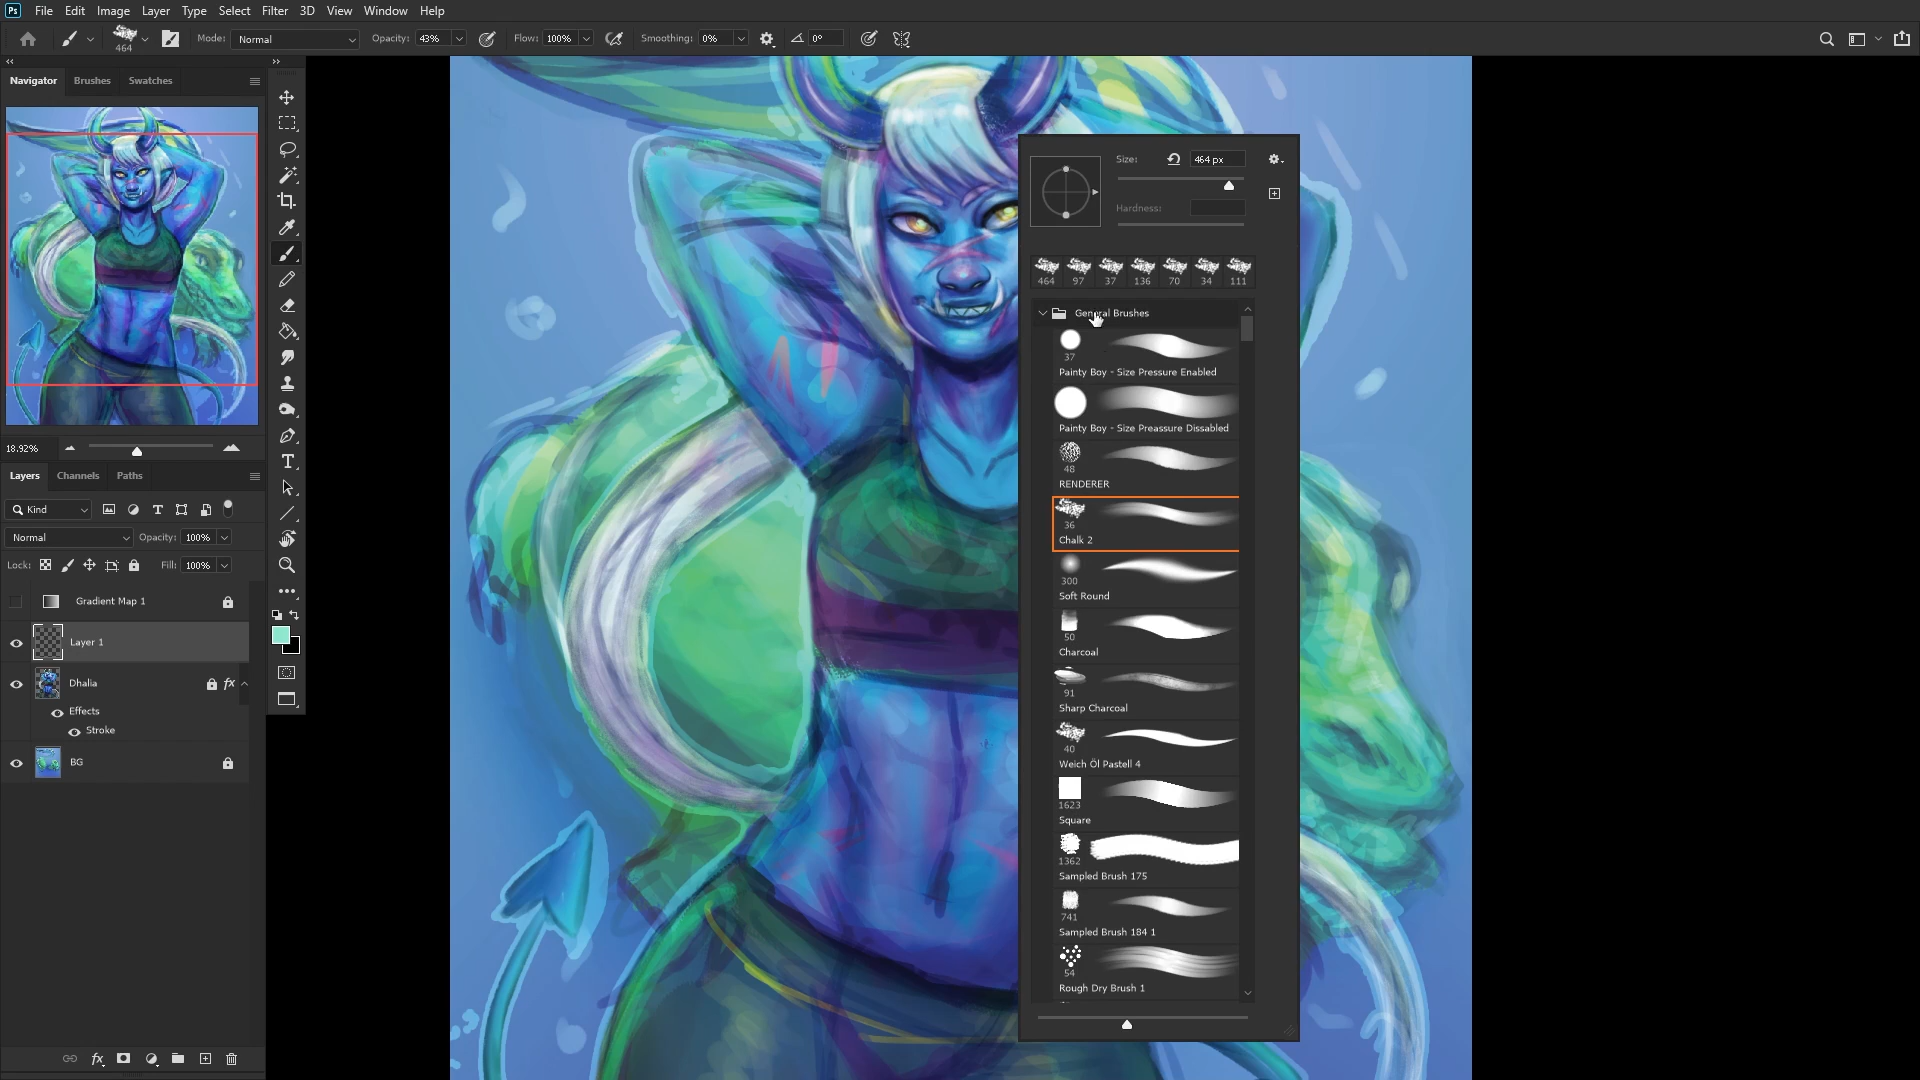 Ps File Edit Image Layer Type Select Filter 3D View Window Help
464 Mode: Normal Opacity: 43% Flow: 100% Smoothing: 0% 0°
Navigator Brushes Swatches
18.92%
Layers Channels Paths
Kind
Normal Opacity: 100%
Lock: Fill: 100%
Gradient Map 1
Layer 1
Dhalia fx
Effects
Stroke
BG
fx
Size: 464 px
Hardness:
464 97 37 136 70 34 111
General Brushes
37
Painty Boy - Size Pressure Enabled
Painty Boy - Size Preassure Dissabled
48
RENDERER
36
Chalk 2
300
Soft Round
50
Charcoal
91
Sharp Charcoal
40
Weich Öl Pastell 4
1623
Square
1362
Sampled Brush 175
741
Sampled Brush 184 1
54
Rough Dry Brush 1